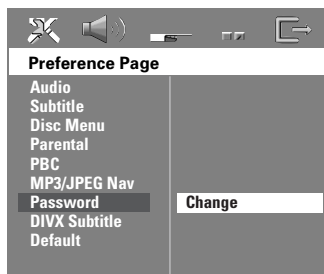 Preference Page
Audio
Subtitle
Disc Menu
Parental
PBC
MP3/JPEG Nav
Password
Change
DIVX Subtitle
Default